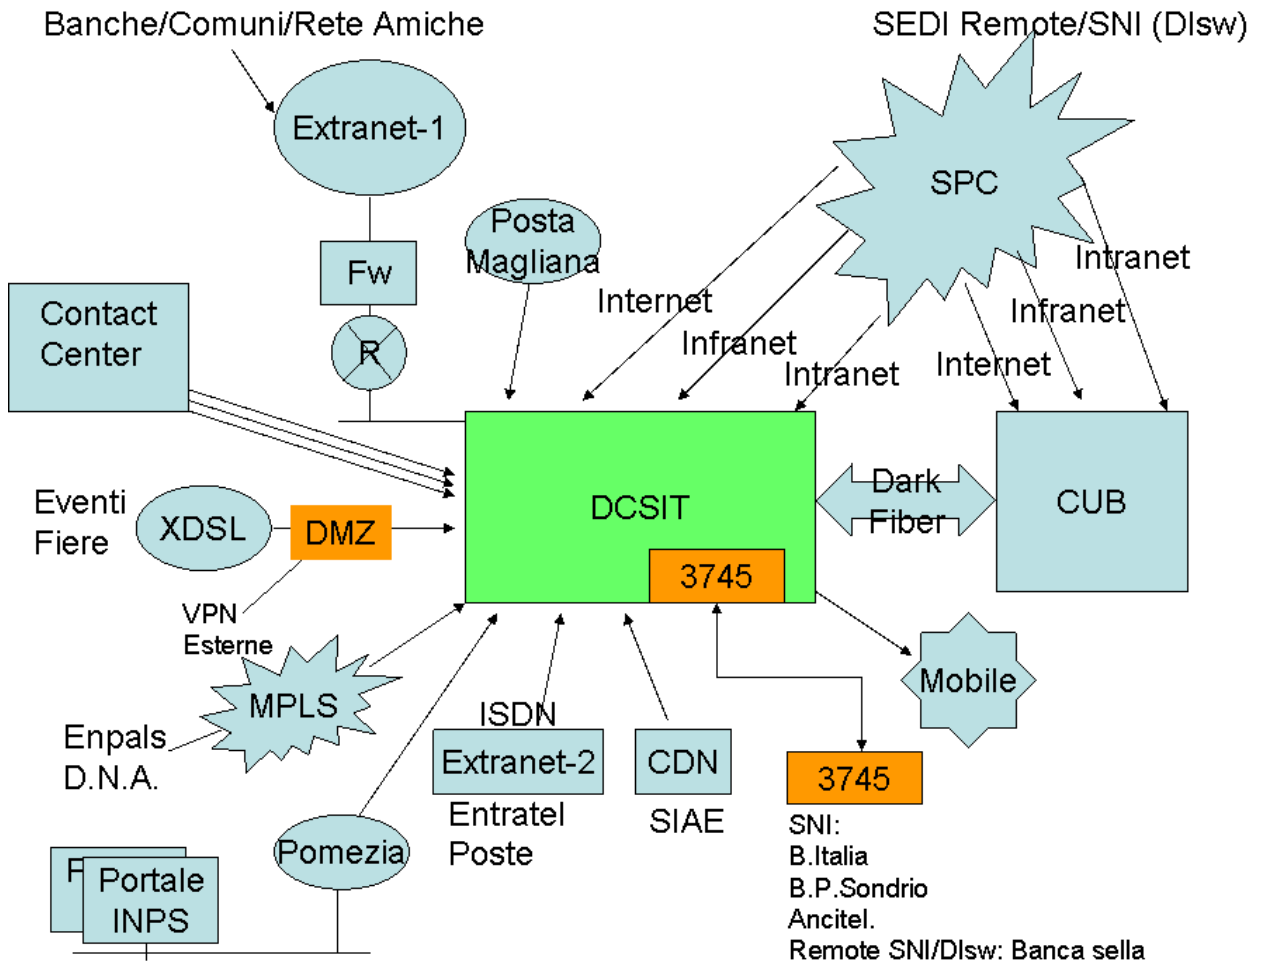 Banche/Comuni/Rete Amiche
SEDI Remote/SNI (Dlsw)
Extranet-1
SPC
Posta
Magliana
Fw
Intranet
Internet
Infranet
Contact
Center
R
Infranet
Intranet
Internet
Dark
Fiber
CUB
DCSIT
Eventi
Fiere
XDSL
DMZ
3745
VPN
Esterne
MPLS
Mobile
ISDN
Enpals
D.N.A.
Extranet-2
CDN
3745
Entratel
Poste
SIAE
SNI:
B.Italia
B.P.Sondrio
Ancitel.
Remote SNI/Dlsw: Banca sella
Pomezia
Portale
INPS